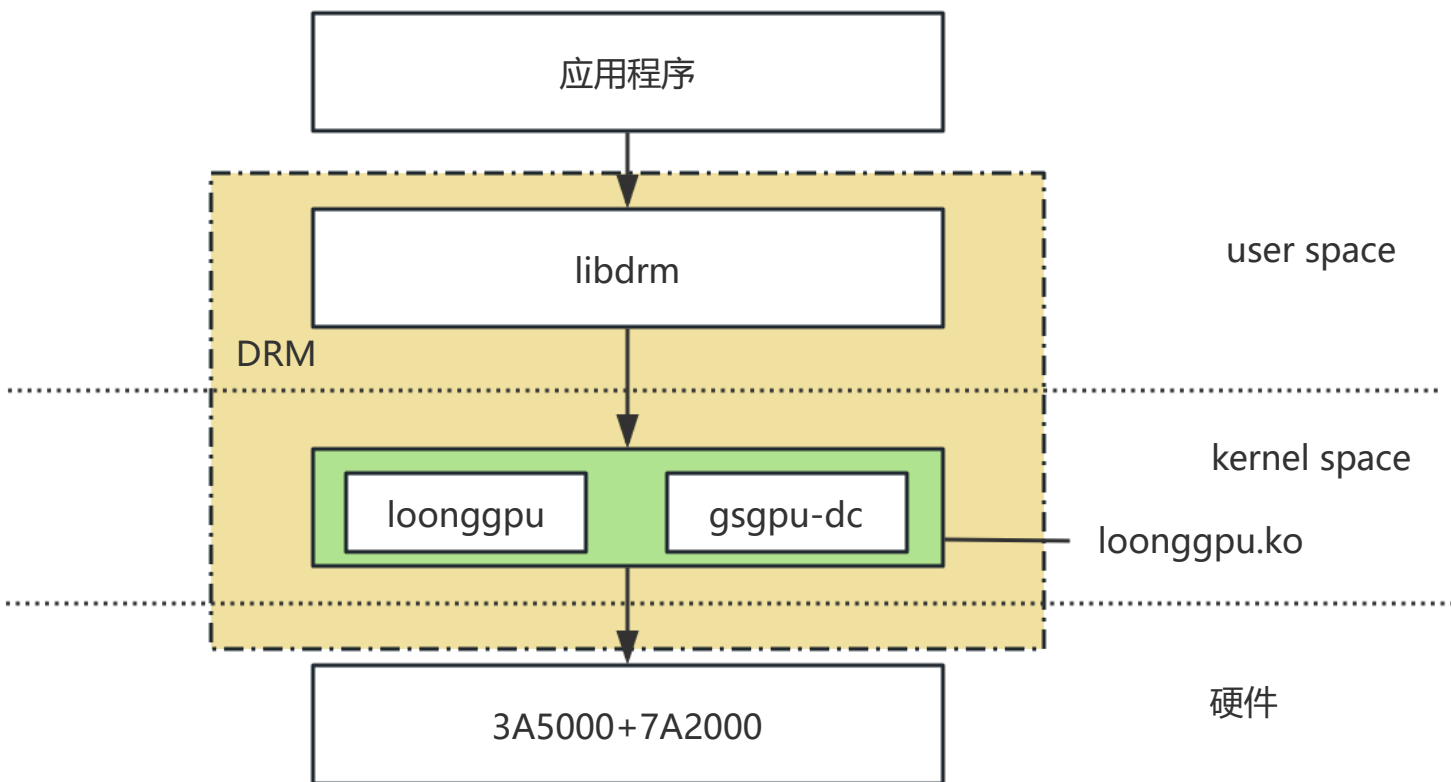 应用程序
libdrm
user space
DRM
kernel space
loonggpu
gsgpu-dc
loonggpu.ko
3A5000+7A2000
硬件